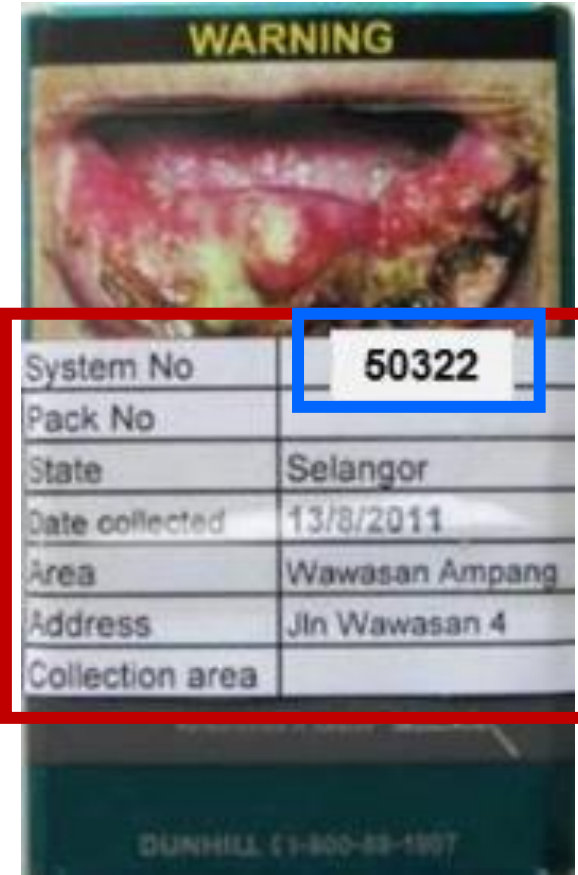 WARNING
System No 50322
Pack No
State Selangor
Date collected 13/8/2011
Area Wawasan Ampang
Address Jln Wawasan 4
Collection area
DUNHILL